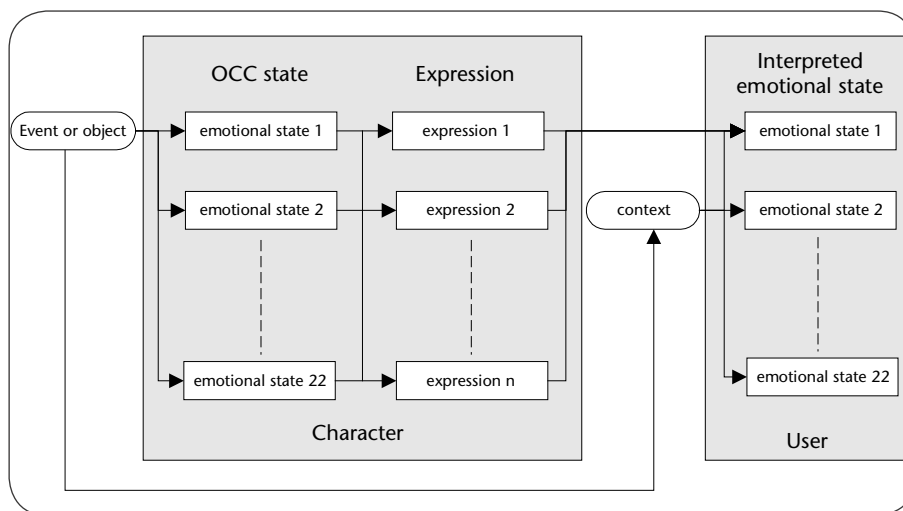 OCC state
Expression
Interpreted
emotional state
Event or object
emotional state 1
expression 1
emotional state 1
emotional state 2
expression 2
context
emotional state 2
emotional state 22
expression n
emotional state 22
Character
User